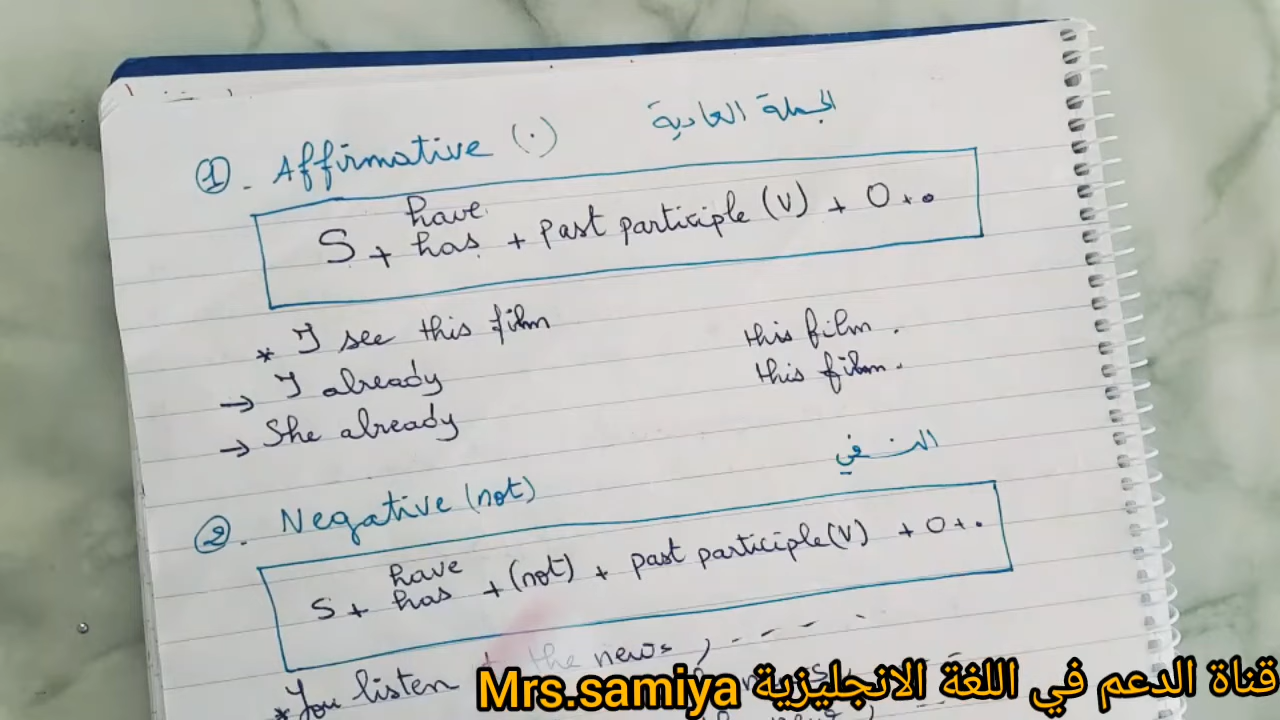 ①. Affirmative (.) الجملة العادية
have
S + has + past participle (V) + O + .
* I see this film
this film .
→ I already
this film .
→ She already
النفي
②. Negative (not)
have
S + has + (not) + past participle (V) + O + .
* You listen to the news , - - - -
قناة الدعم في اللغة الانجليزية Mrs.samiya